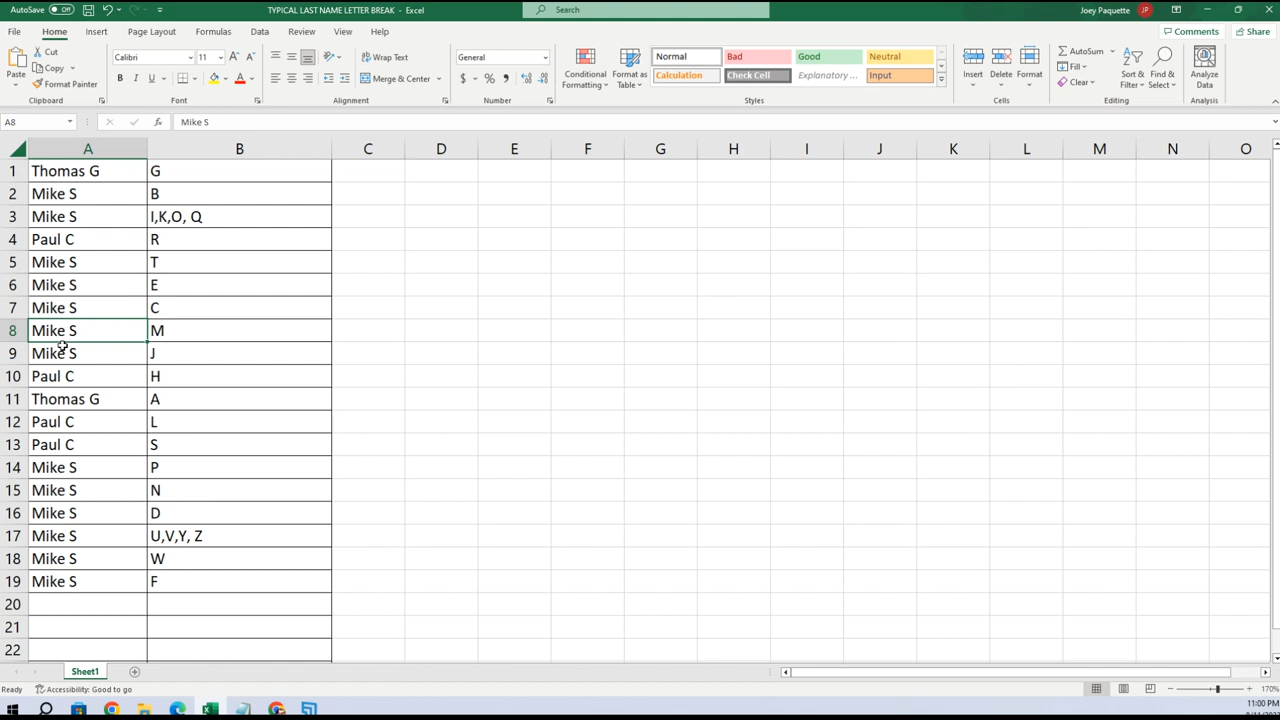 AutoSave Off TYPICAL LAST NAME LETTER BREAK - Excel Search Joey Paquette JP
File Home Insert Page Layout Formulas Data Review View Help Comments Share
Paste Cut Copy Format Painter Clipboard
Calibri 11 A A B I U A Font
Wrap Text Merge & Center Alignment
General $ % , Number
Conditional Formatting Format as Table
Normal Bad Good Neutral
Calculation Check Cell Explanatory ... Input
Styles
Insert Delete Format Cells
AutoSum Fill Clear Sort & Filter Find & Select Editing
Analyze Data Analysis
A8 fx Mike S
A B C D E F G H I J K L M N O
1 Thomas G G
2 Mike S B
3 Mike S I,K,O, Q
4 Paul C R
5 Mike S T
6 Mike S E
7 Mike S C
8 Mike S M
9 Mike S J
10 Paul C H
11 Thomas G A
12 Paul C L
13 Paul C S
14 Mike S P
15 Mike S N
16 Mike S D
17 Mike S U,V,Y, Z
18 Mike S W
19 Mike S F
20
21
22
Sheet1
Ready Accessibility: Good to go 170%
11:00 PM